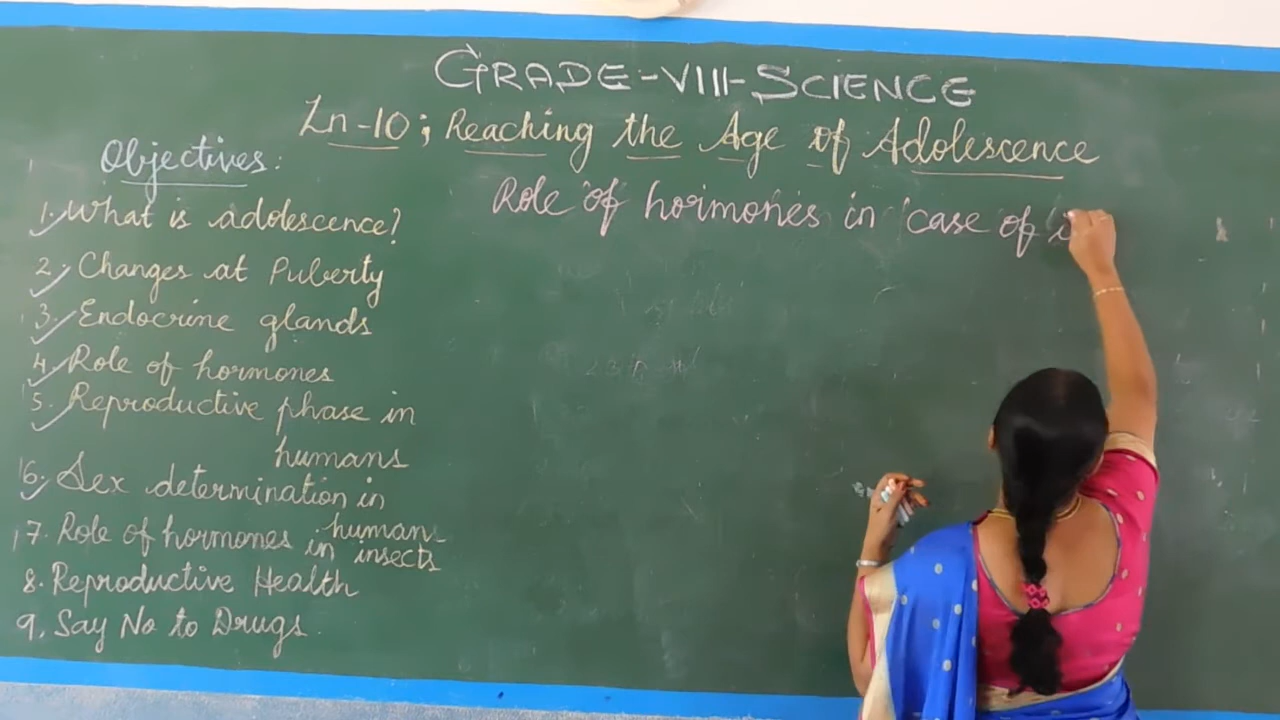 GRADE-VIII-SCIENCE
Ln-10; Reaching the Age of Adolescence
Objectives:
1. What is adolescence?
2. Changes at Puberty
3. Endocrine glands
4. Role of hormones
5. Reproductive phase in
humans
6. Sex determination in
human
7. Role of hormones in insects
8. Reproductive Health
9. Say No to Drugs.
Role of hormones in case of i